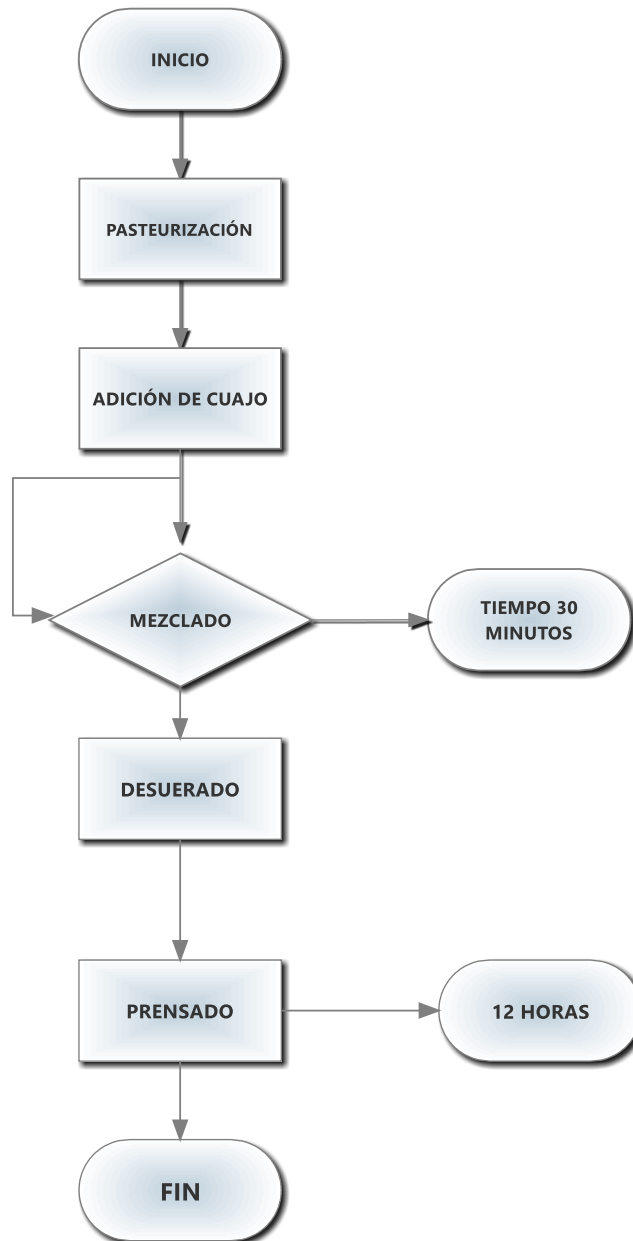 INICIO
PASTEURIZACIÓN
ADICIÓN DE CUAJO
MEZCLADO
TIEMPO 30
MINUTOS
DESUERADO
PRENSADO
12 HORAS
FIN